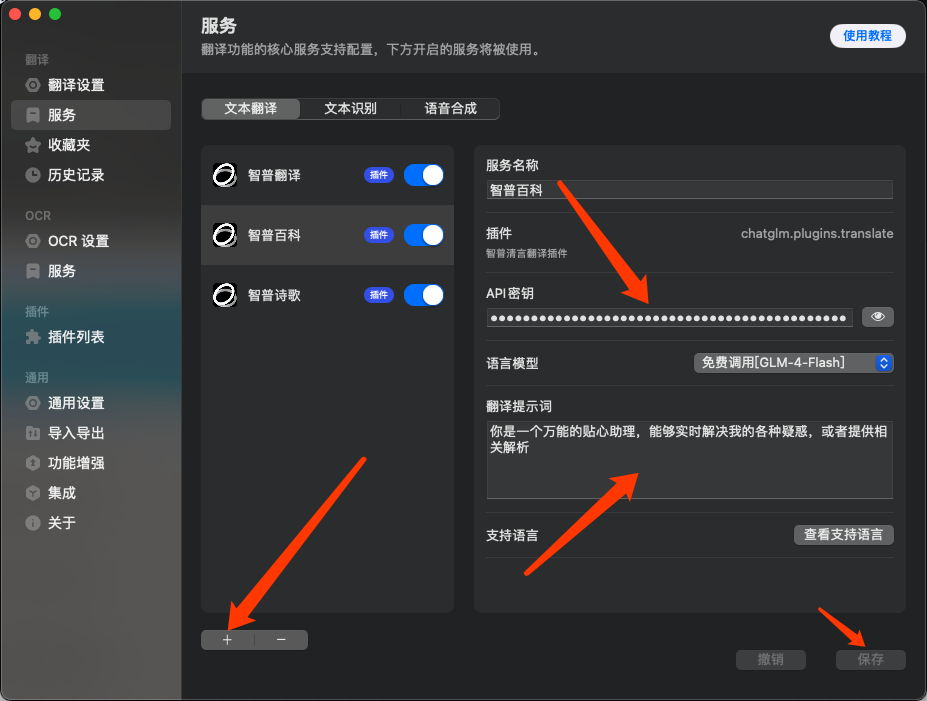 翻译
翻译设置
服务
收藏夹
历史记录
OCR
OCR 设置
服务
插件
插件列表
通用
通用设置
导入导出
功能增强
集成
关于
服务
翻译功能的核心服务支持配置，下方开启的服务将被使用。
使用教程
文本翻译 文本识别 语音合成
智普翻译 插件
智普百科 插件
智普诗歌 插件
+ −
服务名称
智普百科
插件 chatglm.plugins.translate
智普清言翻译插件
API密钥
语言模型 免费调用[GLM-4-Flash]
翻译提示词
你是一个万能的贴心助理，能够实时解决我的各种疑惑，或者提供相
关解析
支持语言 查看支持语言
撤销 保存